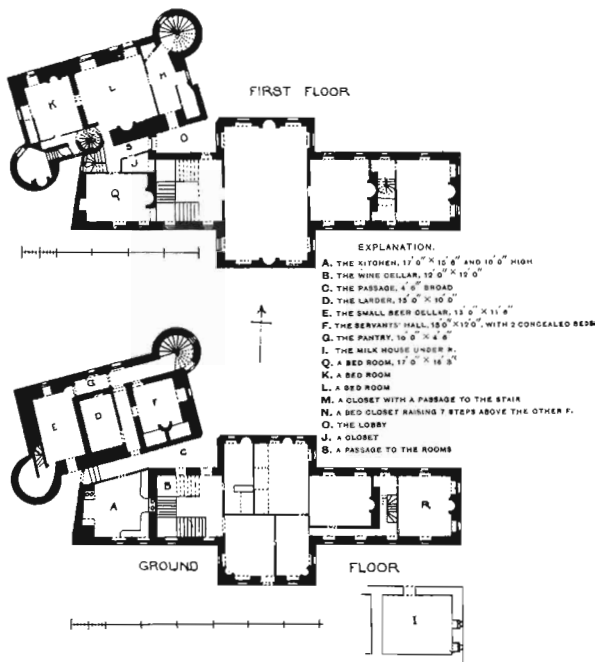 FIRST FLOOR
K
L
M
O
S
J
Q
EXPLANATION.
A. THE KITCHEN, 17'0" × 15'6" AND 10'0" HIGH
B. THE WINE CELLAR, 12'0" × 12'0"
C. THE PASSAGE, 4'6" BROAD
D. THE LARDER, 15'0" × 10'0"
E. THE SMALL BEER CELLAR, 13'0" × 11'6"
F. THE SERVANTS' HALL, 15'0" × 12'0", WITH 2 CONCEALED BEDS
G. THE PANTRY, 16'0" × 4'6"
I. THE MILK HOUSE UNDER R.
Q. A BED ROOM, 17'0" × 16'3"
K. A BED ROOM
L. A BED ROOM
M. A CLOSET WITH A PASSAGE TO THE STAIR
N. A BED CLOSET RAISING 7 STEPS ABOVE THE OTHER F.
O. THE LOBBY
J. A CLOSET
S. A PASSAGE TO THE ROOMS
G
E
D
F
C
A
B
R
GROUND FLOOR
I